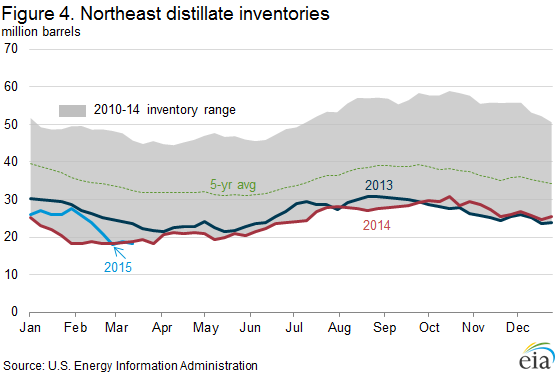 Figure 4. Northeast distillate inventories
million barrels
70
60
50
40
30
20
10
0
2010-14 inventory range
5-yr avg
2013
2014
2015
Jan Feb Mar Apr May Jun Jul Aug Sep Oct Nov Dec
Source: U.S. Energy Information Administration
eia